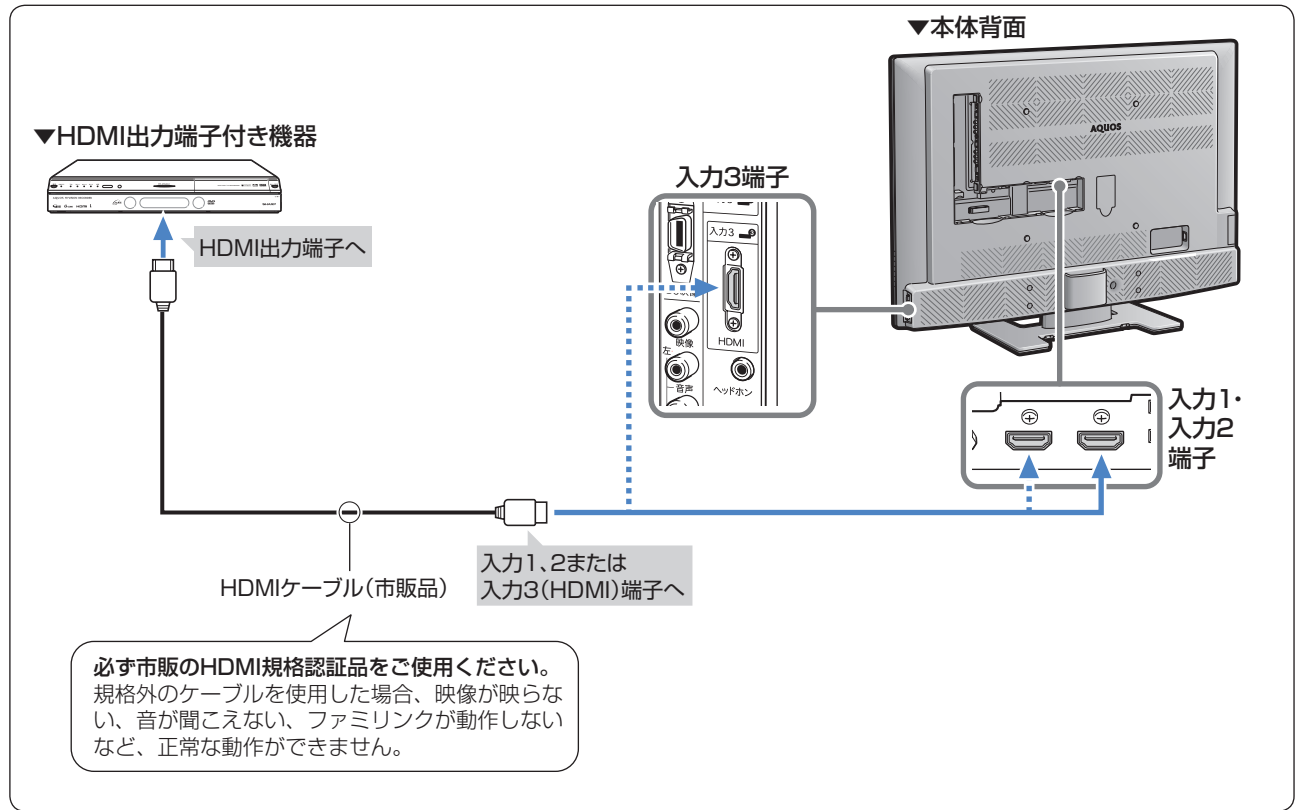 ▼本体背面
AQUOS
▼HDMI出力端子付き機器
HDMI出力端子へ
入力3端子
入力3
HDMI
映像
左
音声
ヘッドホン
入力1・
入力2
端子
入力1、2または
入力3(HDMI)端子へ
HDMIケーブル(市販品)
必ず市販のHDMI規格認証品をご使用ください。
規格外のケーブルを使用した場合、映像が映らな
い、音が聞こえない、ファミリンクが動作しない
など、正常な動作ができません。